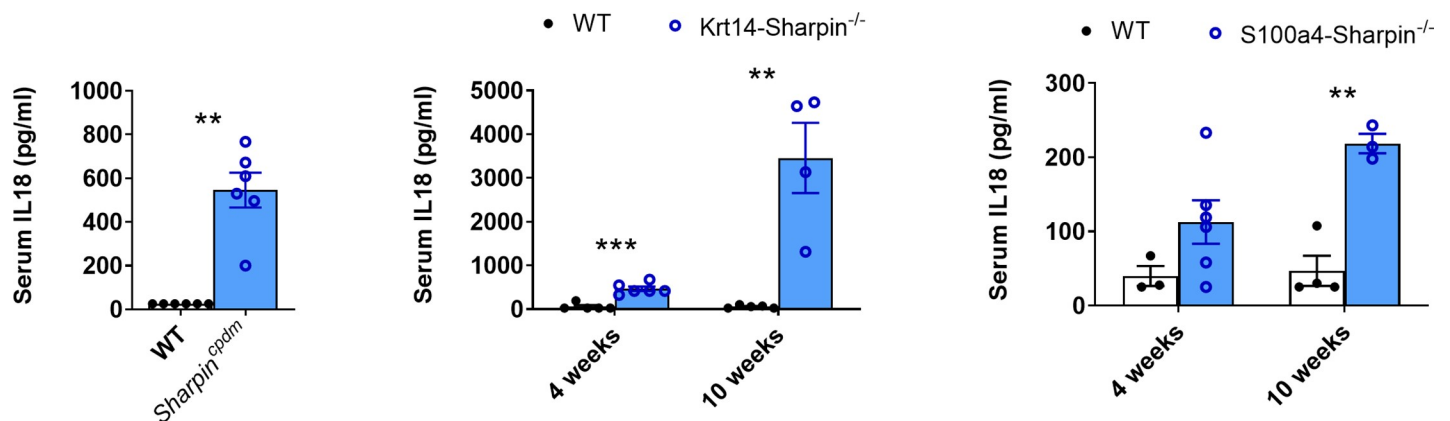 Serum IL18 (pg/ml)
1000
800
600
400
200
0
**
WT
Sharpin^cpdm
WT
Krt14-Sharpin^-/-
Serum IL18 (pg/ml)
5000
4000
3000
2000
1000
0
***
**
4 weeks
10 weeks
WT
S100a4-Sharpin^-/-
Serum IL18 (pg/ml)
300
200
100
0
**
4 weeks
10 weeks